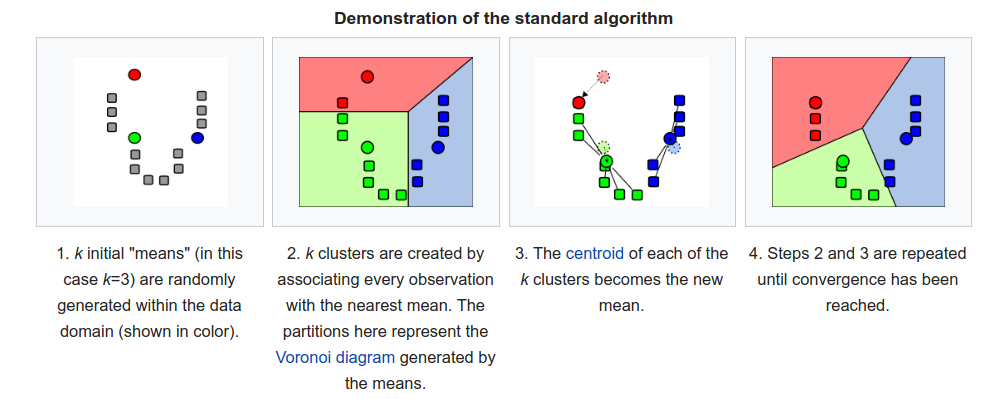 Demonstration of the standard algorithm
1. k initial "means" (in this
case k=3) are randomly
generated within the data
domain (shown in color).
2. k clusters are created by
associating every observation
with the nearest mean. The
partitions here represent the
Voronoi diagram generated by
the means.
3. The centroid of each of the
k clusters becomes the new
mean.
4. Steps 2 and 3 are repeated
until convergence has been
reached.